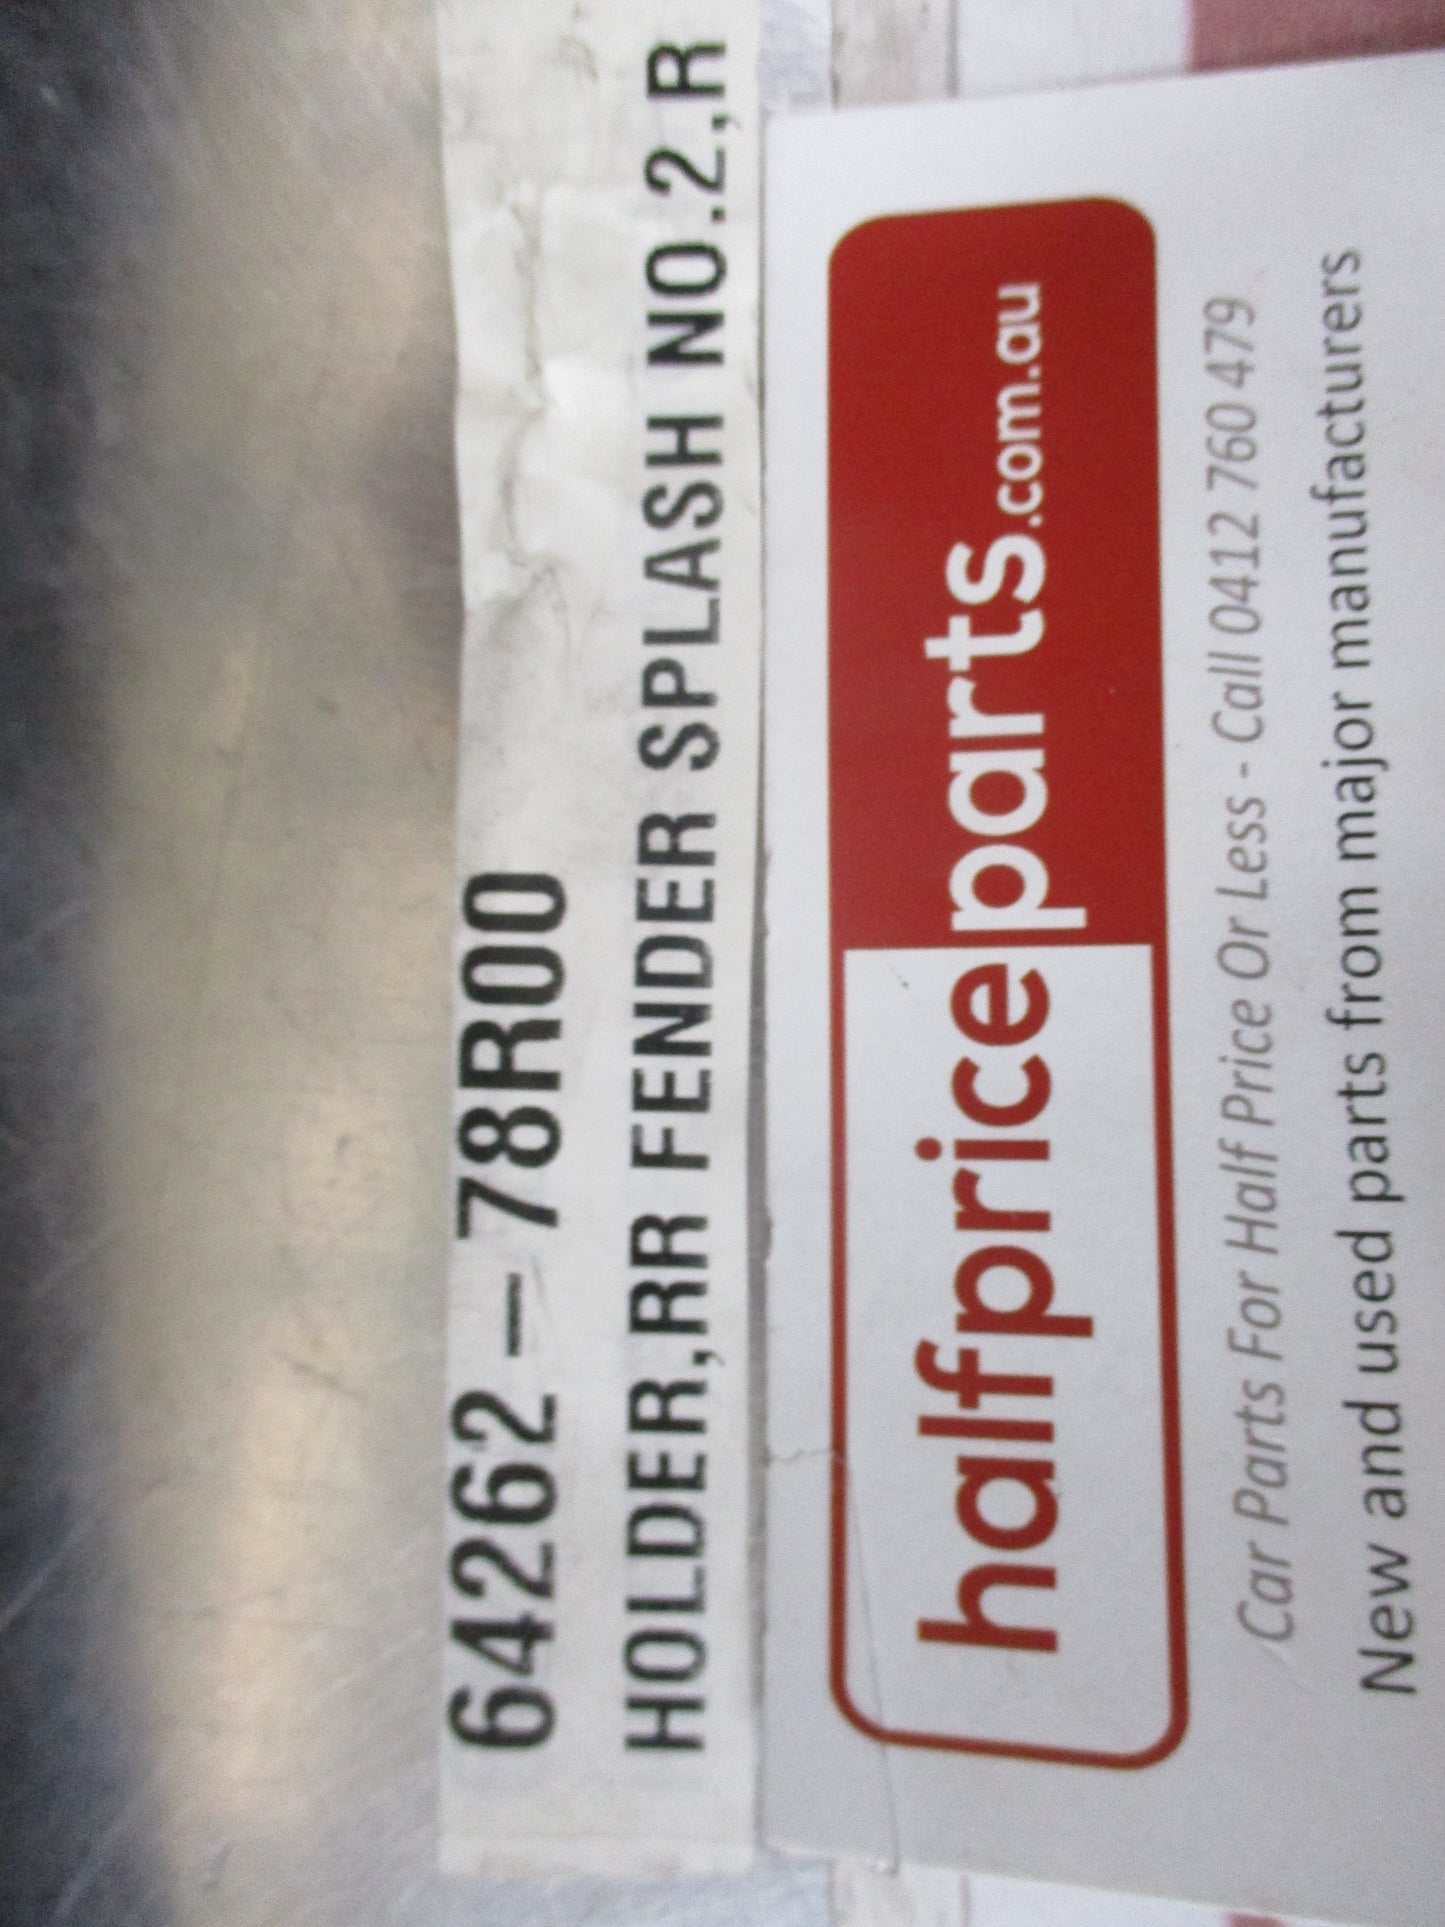 64262-78R00
HOLDER,RR FENDER SPLASH NO.2,R
halfpriceparts.com.au
Car Parts For Half Price Or Less - Call 0412 760 479
New and used parts from major manufacturers